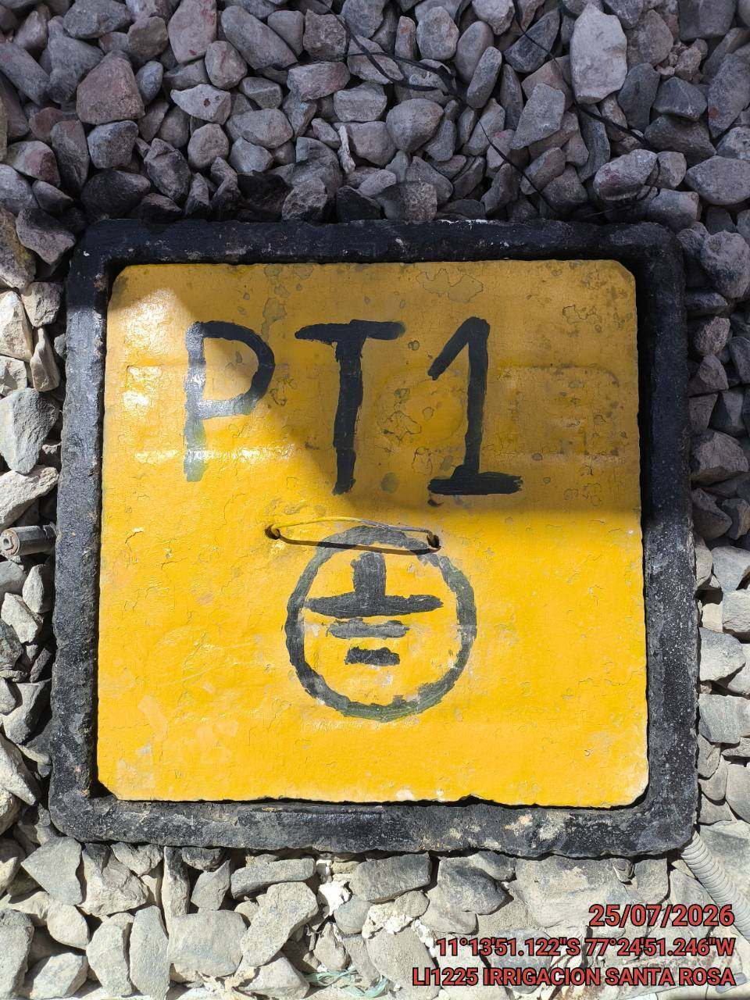 PT1
25/07/2026
11°13'51.122"S 77°24'51.246"W
LI1225 IRRIGACION SANTA ROSA